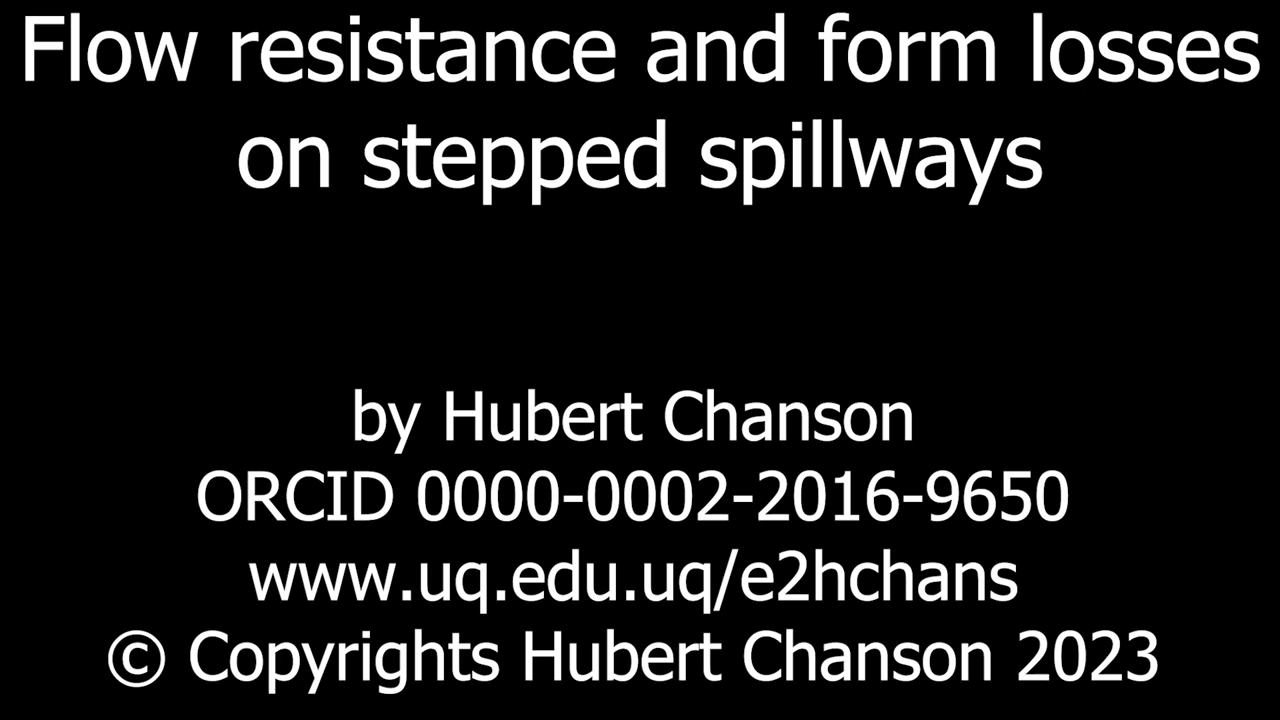 Flow resistance and form losses
on stepped spillways
by Hubert Chanson
ORCID 0000-0002-2016-9650
www.uq.edu.uq/e2hchans
© Copyrights Hubert Chanson 2023